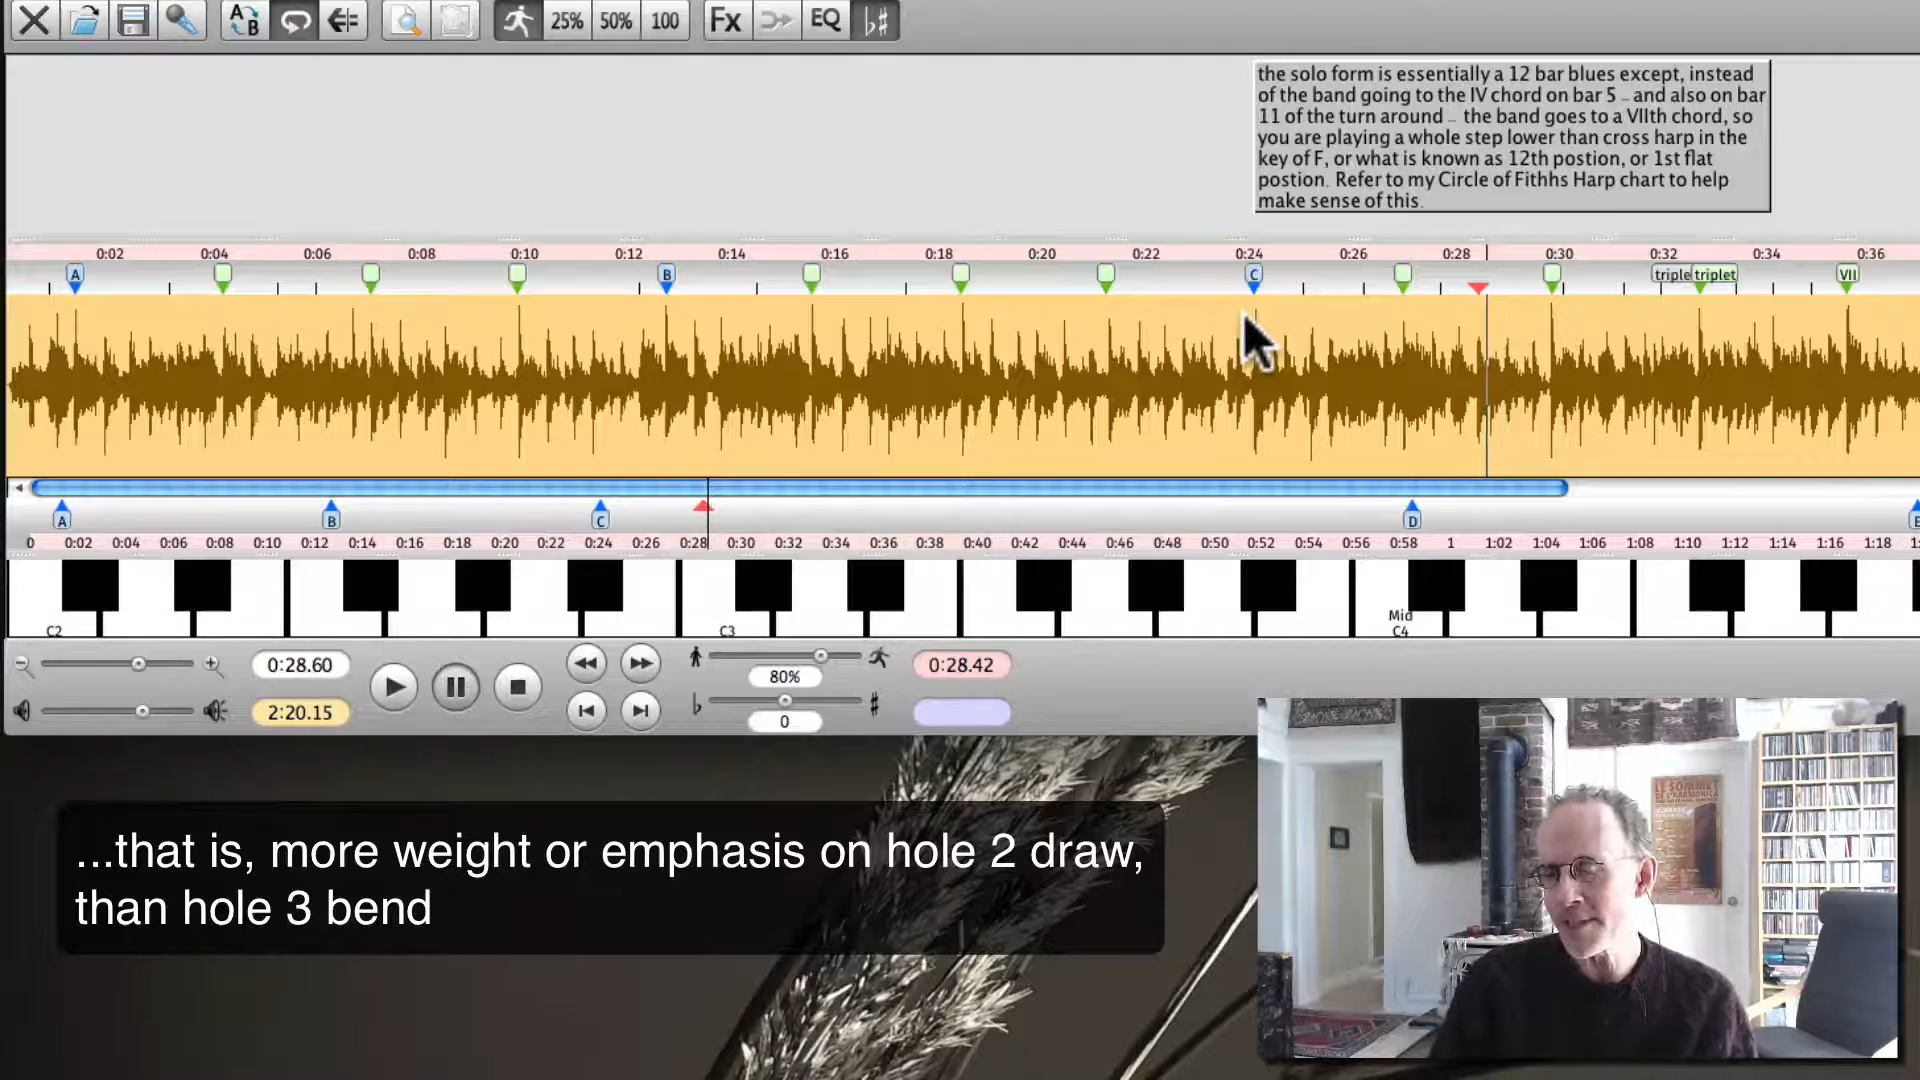 A B 25% 50% 100 Fx EQ ♭♯
the solo form is essentially a 12 bar blues except, instead
of the band going to the IV chord on bar 5 – and also on bar
11 of the turn around – the band goes to a VIIth chord, so
you are playing a whole step lower than cross harp in the
key of F, or what is known as 12th postion, or 1st flat
postion. Refer to my Circle of Fithhs Harp chart to help
make sense of this.
0:02 0:04 0:06 0:08 0:10 0:12 0:14 0:16 0:18 0:20 0:22 0:24 0:26 0:28 0:30 0:32 0:34 0:36
A B C triple triplet VII
A B C D E
0 0:02 0:04 0:06 0:08 0:10 0:12 0:14 0:16 0:18 0:20 0:22 0:24 0:26 0:28 0:30 0:32 0:34 0:36 0:38 0:40 0:42 0:44 0:46 0:48 0:50 0:52 0:54 0:56 0:58 1 1:02 1:04 1:06 1:08 1:10 1:12 1:14 1:16 1:18
C2 C3 Mid
C4
0:28.60 80% 0:28.42
2:20.15 ♭ 0 ♯
...that is, more weight or emphasis on hole 2 draw,
than hole 3 bend
LE SOMMET